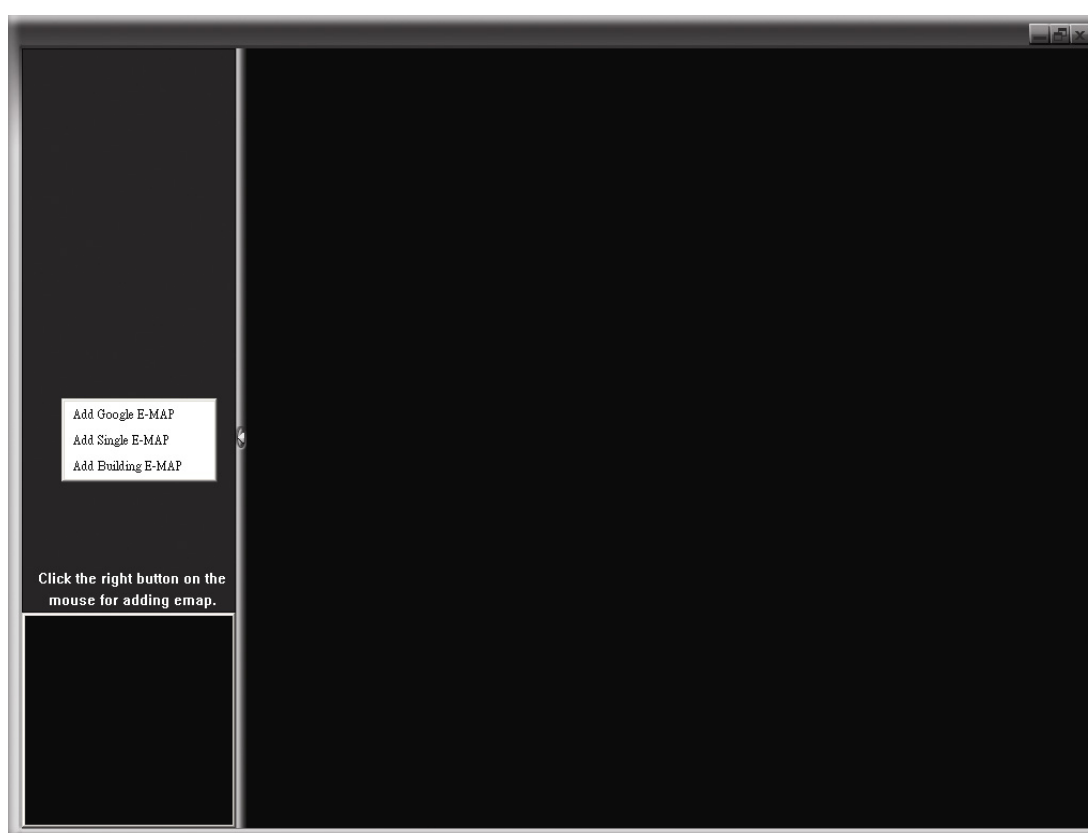 Add Google E-MAP
Add Single E-MAP
Add Building E-MAP
Click the right button on the
mouse for adding emap.